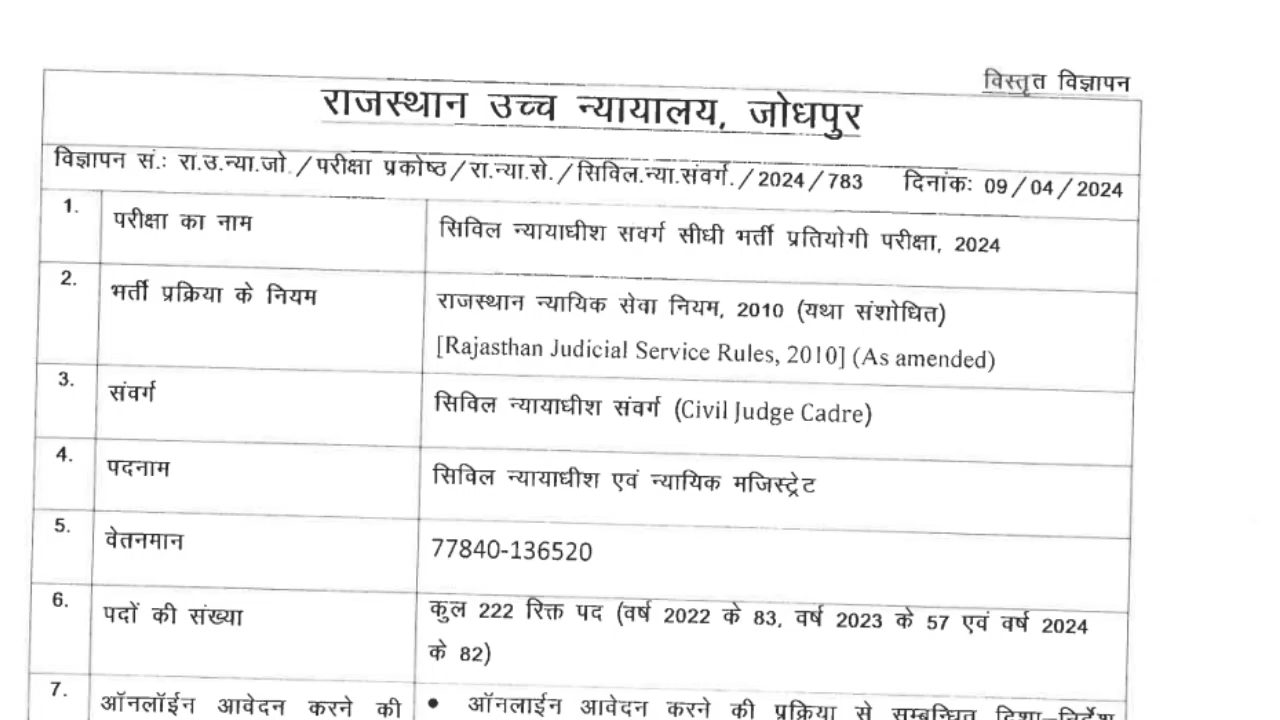 विस्तृत विज्ञापन
राजस्थान उच्च न्यायालय, जोधपुर
विज्ञापन सं.: रा.उ.न्या.जो. / परीक्षा प्रकोष्ठ / रा.न्या.से. / सिविल.न्या.संवर्ग. / 2024 / 783 दिनांकः 09 / 04 / 2024
1. परीक्षा का नाम सिविल न्यायाधीश सवर्ग सीधी भर्ती प्रतियोगी परीक्षा, 2024
2. भर्ती प्रक्रिया के नियम राजस्थान न्यायिक सेवा नियम, 2010 (यथा संशोधित)
[Rajasthan Judicial Service Rules, 2010] (As amended)
3. संवर्ग सिविल न्यायाधीश संवर्ग (Civil Judge Cadre)
4. पदनाम सिविल न्यायाधीश एवं न्यायिक मजिस्ट्रेट
5. वेतनमान 77840-136520
6. पदों की संख्या कुल 222 रिक्त पद (वर्ष 2022 के 83, वर्ष 2023 के 57 एवं वर्ष 2024
के 82)
7. ऑनलॉईन आवेदन करने की • ऑनलाईन आवेदन करने की प्रक्रिया से सम्बन्धित दिशा–निर्देश